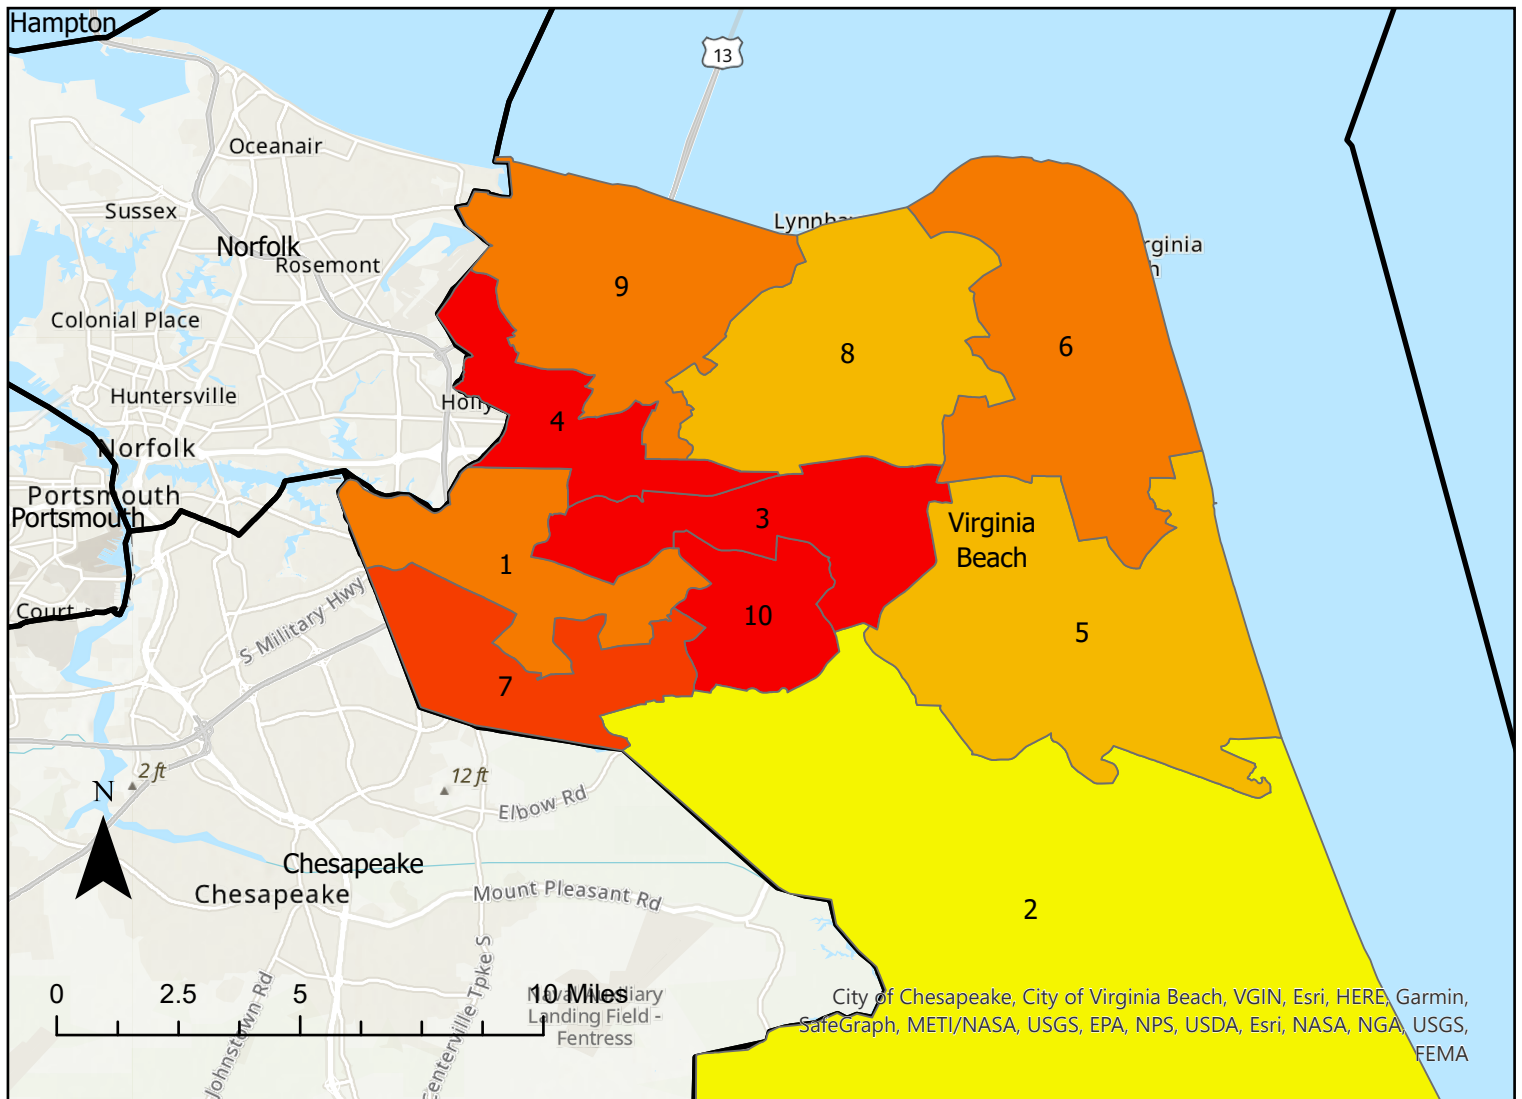 Hampton
13
Oceanair
Sussex
Norfolk
Rosemont
Lynnha
rginia
h
9
6
8
Colonial Place
Huntersville
Holly
4
Norfolk
Portsmouth
Portsmouth
3
Virginia
Beach
1
S Military Hwy
Court
10
5
7
2 ft
12 ft
N
Elbow Rd
Chesapeake
Chesapeake
Mount Pleasant Rd
2
Centerville Tpke S
Johnstown Rd
0 2.5 5 10 Miles
Naval Auxiliary
Landing Field -
Fentress
City of Chesapeake, City of Virginia Beach, VGIN, Esri, HERE, Garmin,
SafeGraph, METI/NASA, USGS, EPA, NPS, USDA, Esri, NASA, NGA, USGS,
FEMA